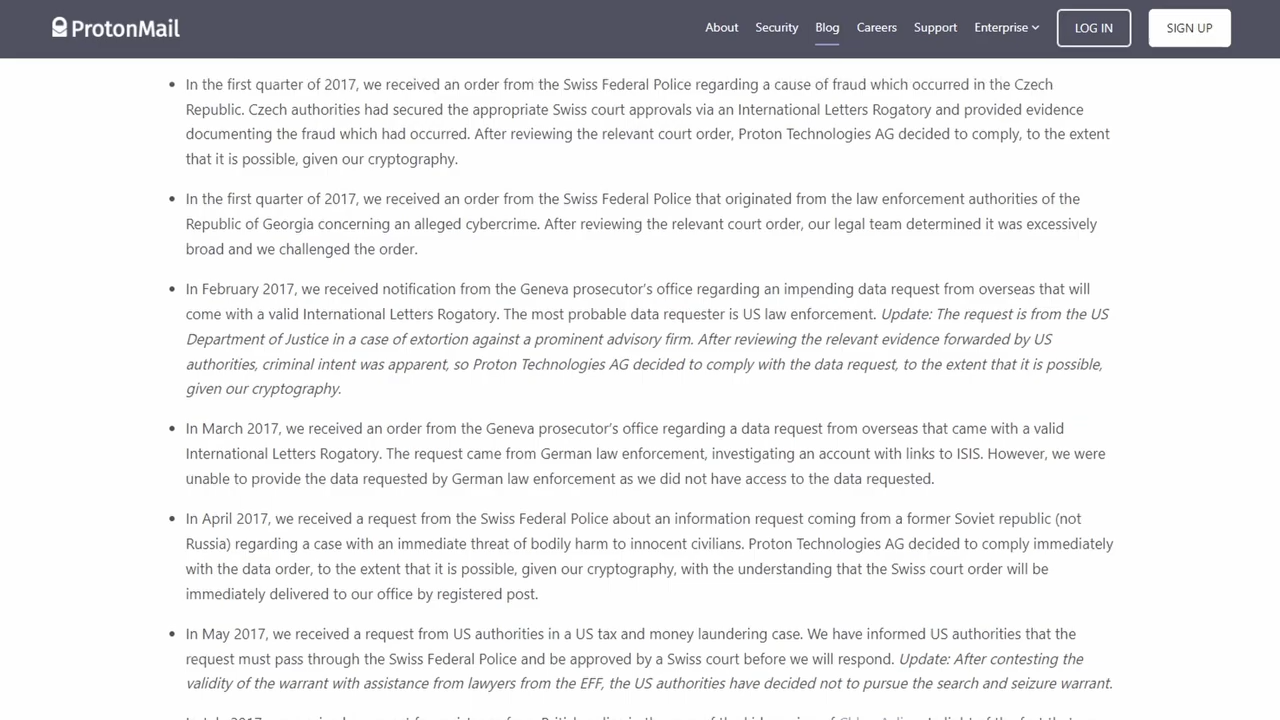 ProtonMail
About Security Blog Careers Support Enterprise LOG IN SIGN UP
• In the first quarter of 2017, we received an order from the Swiss Federal Police regarding a cause of fraud which occurred in the Czech
Republic. Czech authorities had secured the appropriate Swiss court approvals via an International Letters Rogatory and provided evidence
documenting the fraud which had occurred. After reviewing the relevant court order, Proton Technologies AG decided to comply, to the extent
that it is possible, given our cryptography.
• In the first quarter of 2017, we received an order from the Swiss Federal Police that originated from the law enforcement authorities of the
Republic of Georgia concerning an alleged cybercrime. After reviewing the relevant court order, our legal team determined it was excessively
broad and we challenged the order.
• In February 2017, we received notification from the Geneva prosecutor's office regarding an impending data request from overseas that will
come with a valid International Letters Rogatory. The most probable data requester is US law enforcement. Update: The request is from the US
Department of Justice in a case of extortion against a prominent advisory firm. After reviewing the relevant evidence forwarded by US
authorities, criminal intent was apparent, so Proton Technologies AG decided to comply with the data request, to the extent that it is possible,
given our cryptography.
• In March 2017, we received an order from the Geneva prosecutor's office regarding a data request from overseas that came with a valid
International Letters Rogatory. The request came from German law enforcement, investigating an account with links to ISIS. However, we were
unable to provide the data requested by German law enforcement as we did not have access to the data requested.
• In April 2017, we received a request from the Swiss Federal Police about an information request coming from a former Soviet republic (not
Russia) regarding a case with an immediate threat of bodily harm to innocent civilians. Proton Technologies AG decided to comply immediately
with the data order, to the extent that it is possible, given our cryptography, with the understanding that the Swiss court order will be
immediately delivered to our office by registered post.
• In May 2017, we received a request from US authorities in a US tax and money laundering case. We have informed US authorities that the
request must pass through the Swiss Federal Police and be approved by a Swiss court before we will respond. Update: After contesting the
validity of the warrant with assistance from lawyers from the EFF, the US authorities have decided not to pursue the search and seizure warrant.